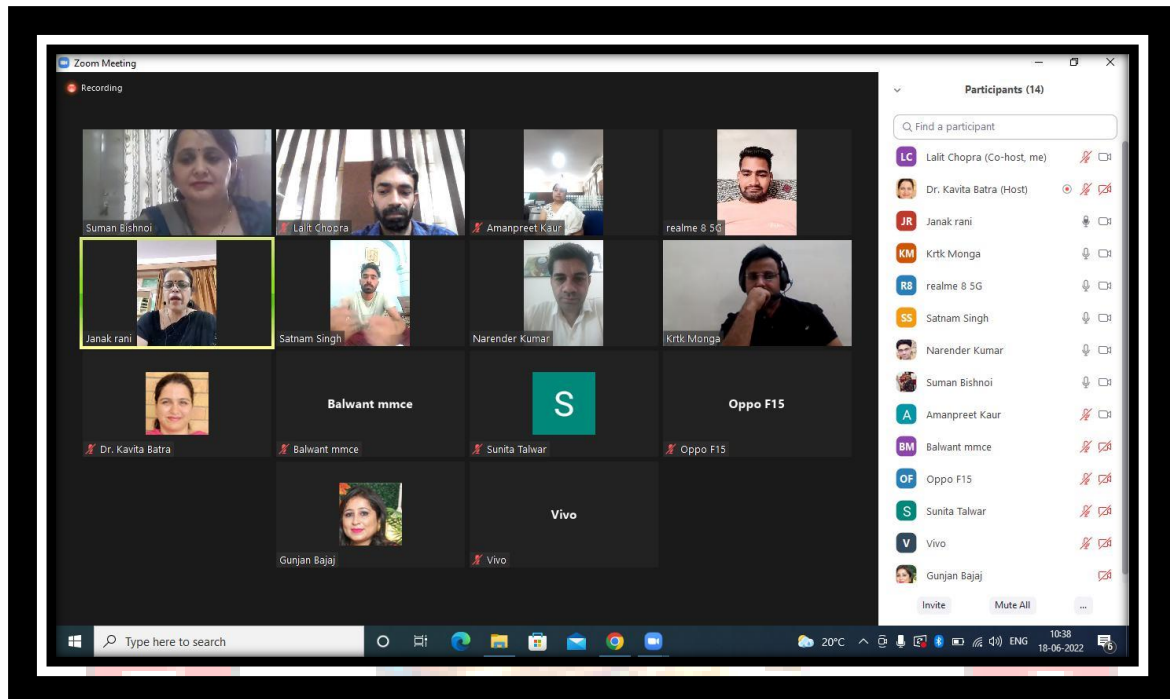 Zoom Meeting
Recording
Suman Bishnoi
Lalit Chopra
Amanpreet Kaur
realme 8 5G
Janak rani
Satnam Singh
Narender Kumar
Krtk Monga
Dr. Kavita Batra
Balwant mmce
Balwant mmce
S
Sunita Talwar
Oppo F15
Oppo F15
Gunjan Bajaj
Vivo
Vivo
Participants (14)
Find a participant
LC Lalit Chopra (Co-host, me)
Dr. Kavita Batra (Host)
JR Janak rani
KM Krtk Monga
R8 realme 8 5G
SS Satnam Singh
Narender Kumar
Suman Bishnoi
A Amanpreet Kaur
BM Balwant mmce
OF Oppo F15
S Sunita Talwar
V Vivo
Gunjan Bajaj
Invite Mute All ...
Type here to search
20°C ENG 10:38
18-06-2022 6